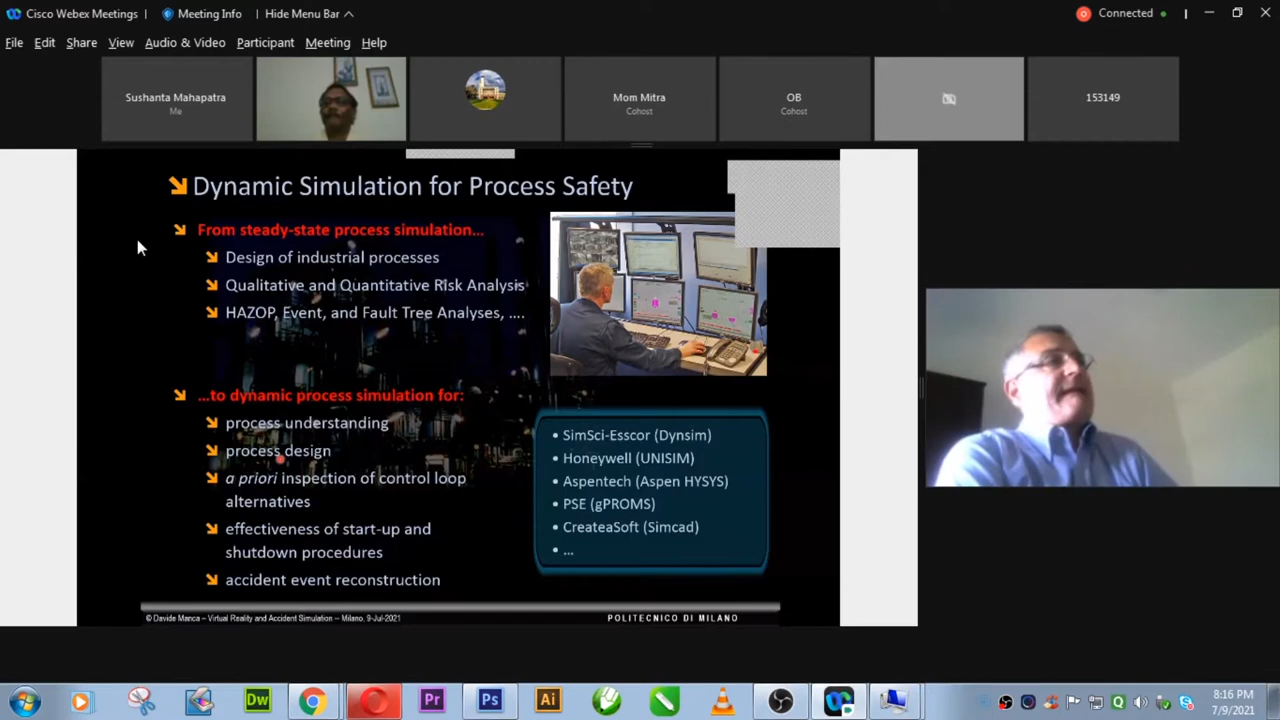 Cisco Webex Meetings
Meeting Info
Hide Menu Bar
Connected
File Edit Share View Audio & Video Participant Meeting Help
Sushanta Mahapatra
Me
Mom Mitra
Cohost
OB
Cohost
153149
Dynamic Simulation for Process Safety
From steady-state process simulation…
Design of industrial processes
Qualitative and Quantitative Risk Analysis
HAZOP, Event, and Fault Tree Analyses, ….
…to dynamic process simulation for:
process understanding
process design
a priori inspection of control loop
alternatives
effectiveness of start-up and
shutdown procedures
accident event reconstruction
• SimSci-Esscor (Dynsim)
• Honeywell (UNISIM)
• Aspentech (Aspen HYSYS)
• PSE (gPROMS)
• CreateaSoft (Simcad)
• …
© Davide Manca – Virtual Reality and Accident Simulation – Milano, 9-Jul-2021
POLITECNICO DI MILANO
Dw
Pr
Ps
Ai
8:16 PM
7/9/2021